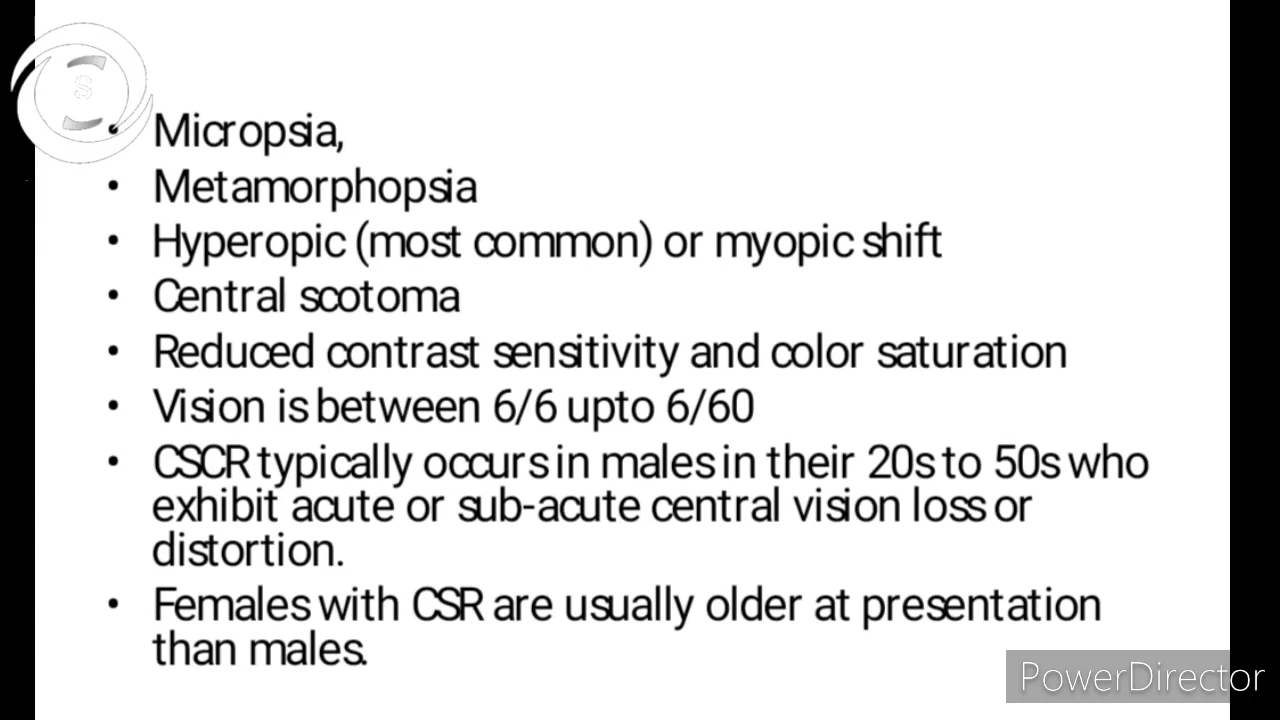 S
• Micropsia,
• Metamorphopsia
• Hyperopic (most common) or myopic shift
• Central scotoma
• Reduced contrast sensitivity and color saturation
• Vision is between 6/6 upto 6/60
• CSCR typically occurs in males in their 20s to 50s who
exhibit acute or sub-acute central vision loss or
distortion.
• Females with CSR are usually older at presentation
than males.
PowerDirector